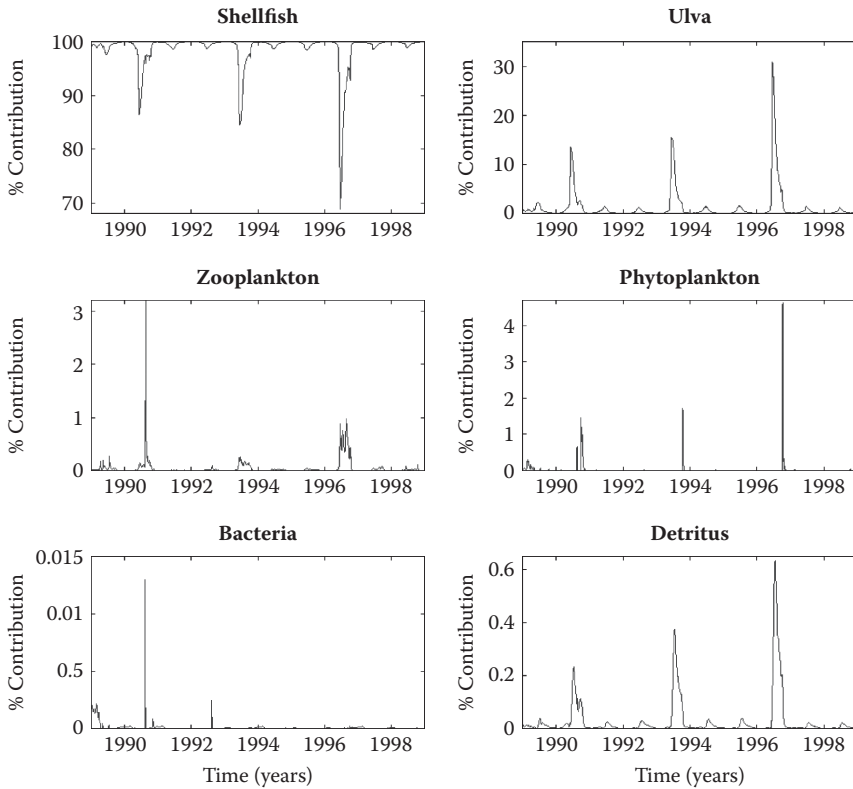 Shellfish
% Contribution
100
90
80
70
1990 1992 1994 1996 1998
Ulva
% Contribution
30
20
10
0
1990 1992 1994 1996 1998
Zooplankton
% Contribution
3
2
1
0
1990 1992 1994 1996 1998
Phytoplankton
% Contribution
4
3
2
1
0
1990 1992 1994 1996 1998
Bacteria
% Contribution
0.015
0.01
0.5
0
1990 1992 1994 1996 1998
Time (years)
Detritus
% Contribution
0.6
0.4
0.2
0
1990 1992 1994 1996 1998
Time (years)